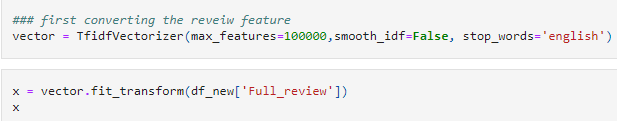 ### first converting the reveiw feature
vector = TfidfVectorizer(max_features=100000,smooth_idf=False, stop_words='english')
x = vector.fit_transform(df_new['Full_review'])
x